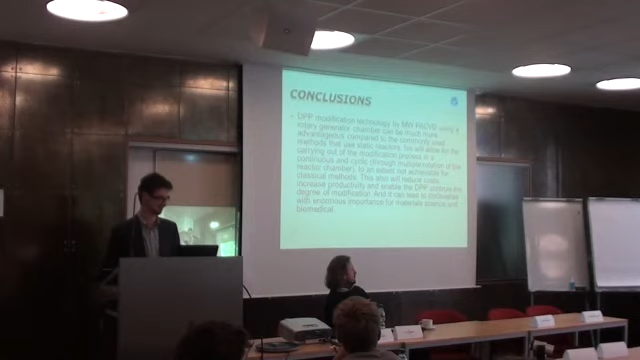 CONCLUSIONS
- DPP modification technology by MW PACVD using a
rotary generator chamber can be much more
advantageous compared to the commonly used
methods that use static reactors. This will allow for the
carrying out of the modification process in a
continuous and cyclic (through multiple rotation of the
reactor chamber), to an extent not achievable for
classical methods. This also will reduce costs,
increase productivity and enable the DPP
degree of modification. And it can lead to
with enormous importance for materials science and
biomedical.